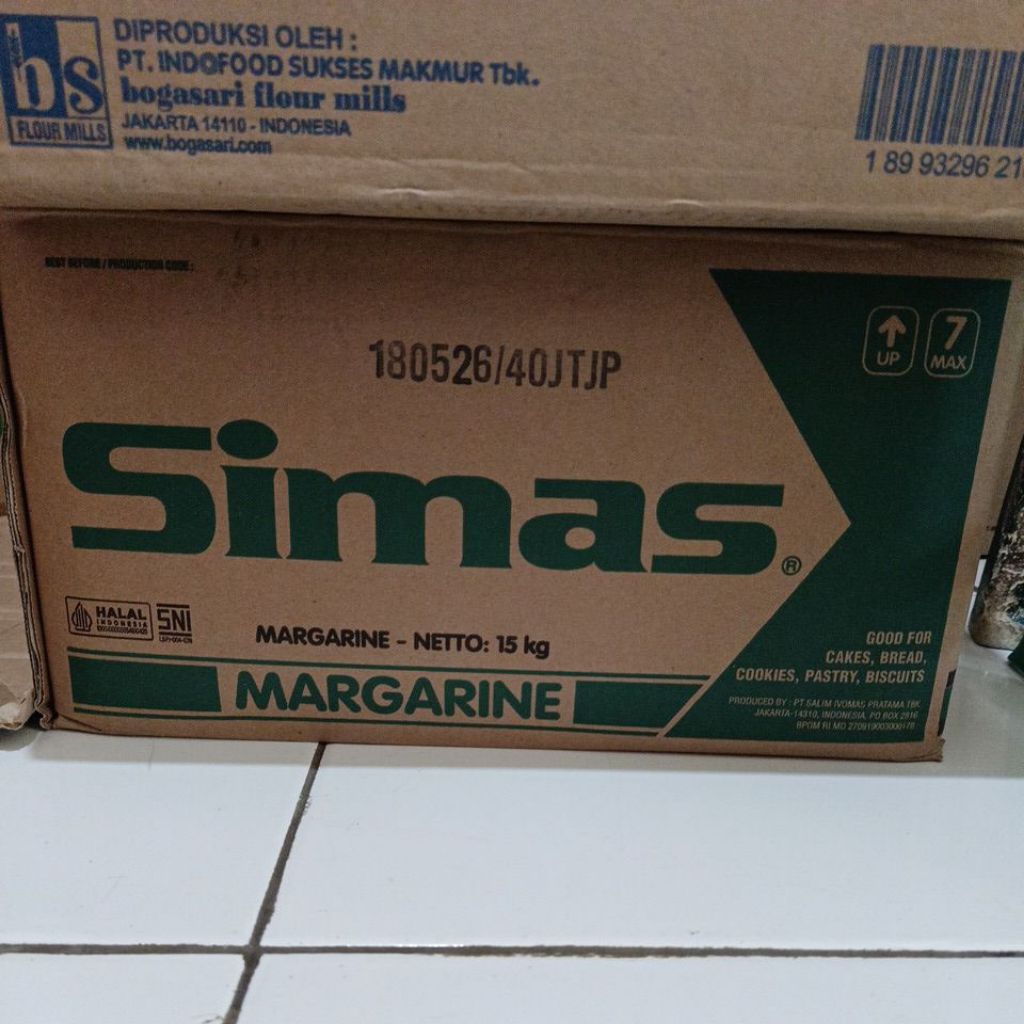 bs
FLOUR MILLS
DIPRODUKSI OLEH :
PT. INDOFOOD SUKSES MAKMUR Tbk.
bogasari flour mills
JAKARTA 14110 - INDONESIA
www.bogasari.com
1 89 93296 21
BEST BEFORE / PRODUCTION CODE :
180526/40JTJP
UP
7
MAX
Simas®
HALAL
INDONESIA
SNI
MARGARINE - NETTO: 15 kg
MARGARINE
GOOD FOR
CAKES, BREAD,
COOKIES, PASTRY, BISCUITS
PRODUCED BY : PT SALIM IVOMAS PRATAMA TBK
JAKARTA-14310, INDONESIA, PO BOX 2816
BPOM RI MD